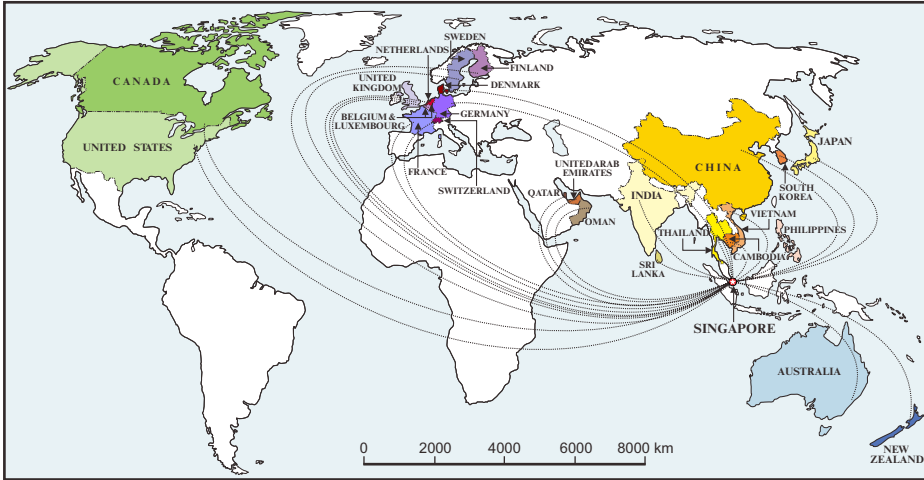 SWEDEN
NETHERLANDS
FINLAND
CANADA
UNITED
KINGDOM
DENMARK
BELGIUM &
LUXEMBOURG
GERMANY
UNITED STATES
JAPAN
FRANCE
UNITEDARAB
EMIRATES
CHINA
SWITZERLAND
QATAR
INDIA
SOUTH
KOREA
OMAN
VIETNAM
THAILAND
PHILIPPINES
CAMBODIA
SRI
LANKA
SINGAPORE
AUSTRALIA
NEW
ZEALAND
0 2000 4000 6000 8000 km